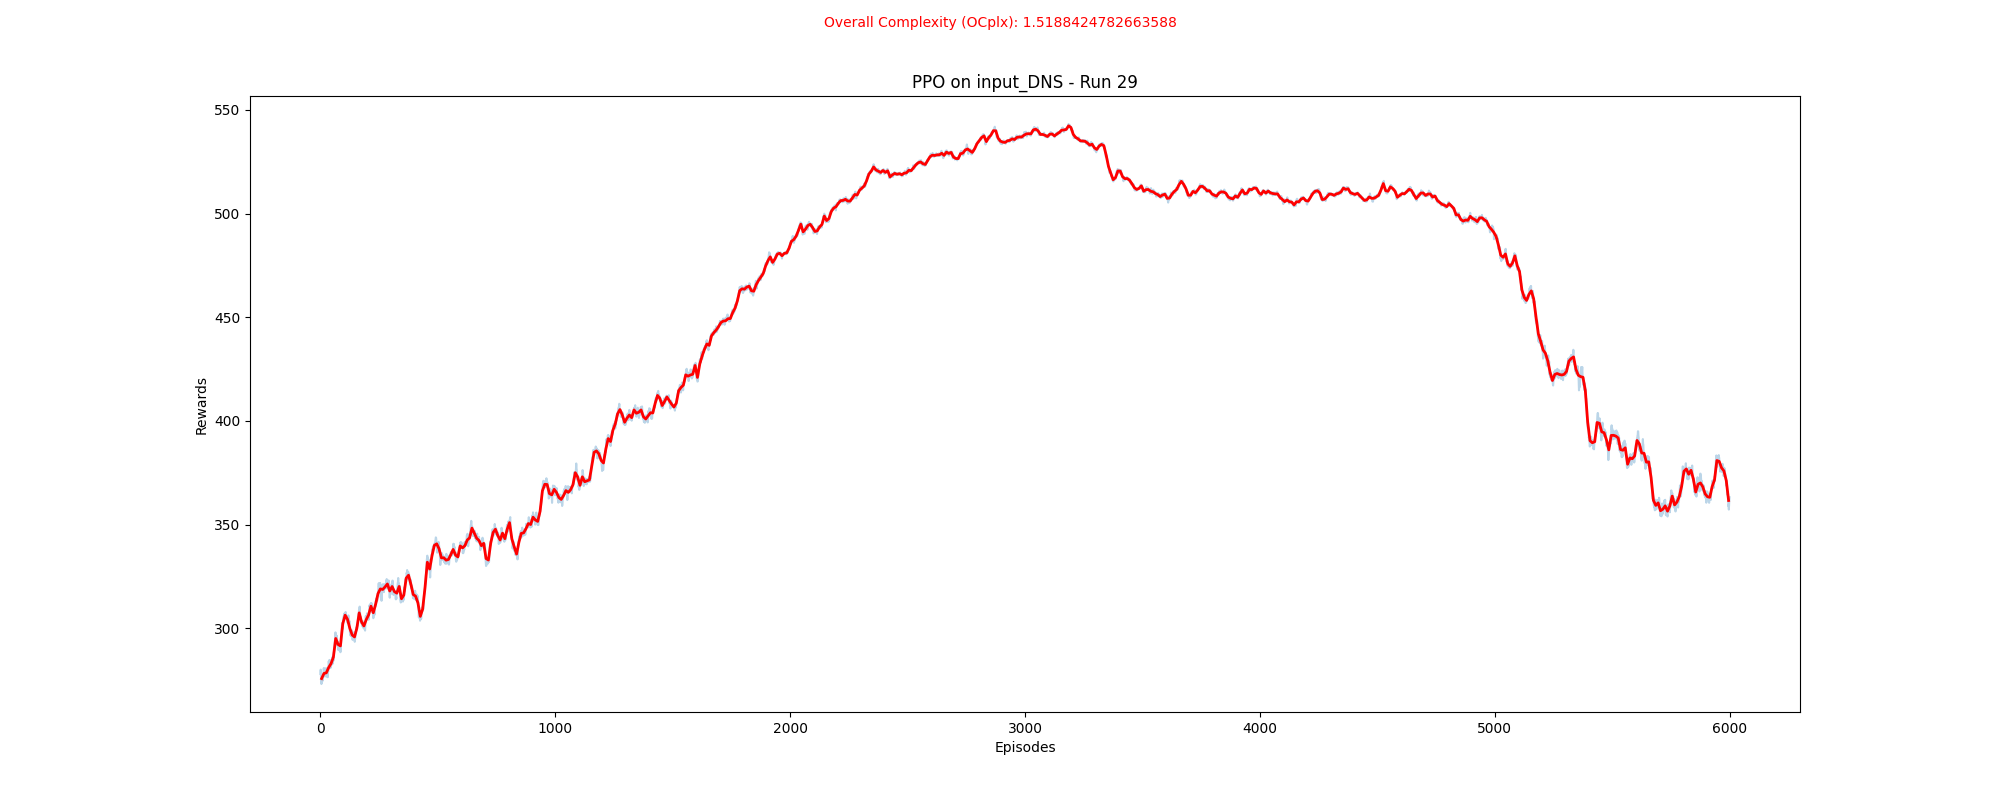 Overall Complexity (OCplx): 1.5188424782663588
PPO on input_DNS - Run 29
550
500
450
400
350
300
Rewards
0 1000 2000 3000 4000 5000 6000
Episodes